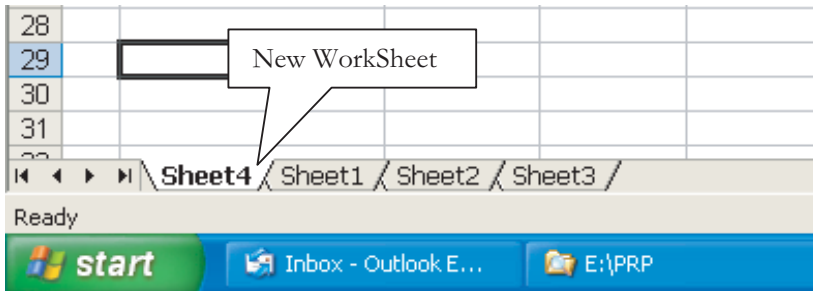 28
29
New WorkSheet
30
31
Sheet4 Sheet1 Sheet2 Sheet3
Ready
start Inbox - Outlook E... E:\PRP